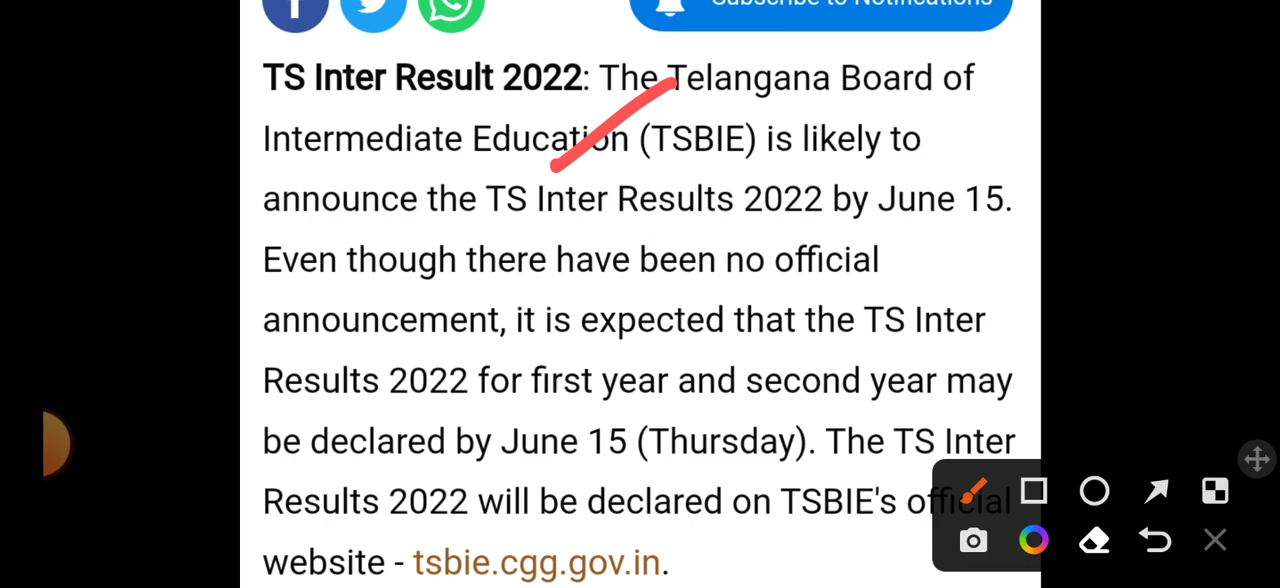 Subscribe to Notifications
TS Inter Result 2022: The Telangana Board of
Intermediate Education (TSBIE) is likely to
announce the TS Inter Results 2022 by June 15.
Even though there have been no official
announcement, it is expected that the TS Inter
Results 2022 for first year and second year may
be declared by June 15 (Thursday). The TS Inter
Results 2022 will be declared on TSBIE's official
website - tsbie.cgg.gov.in.